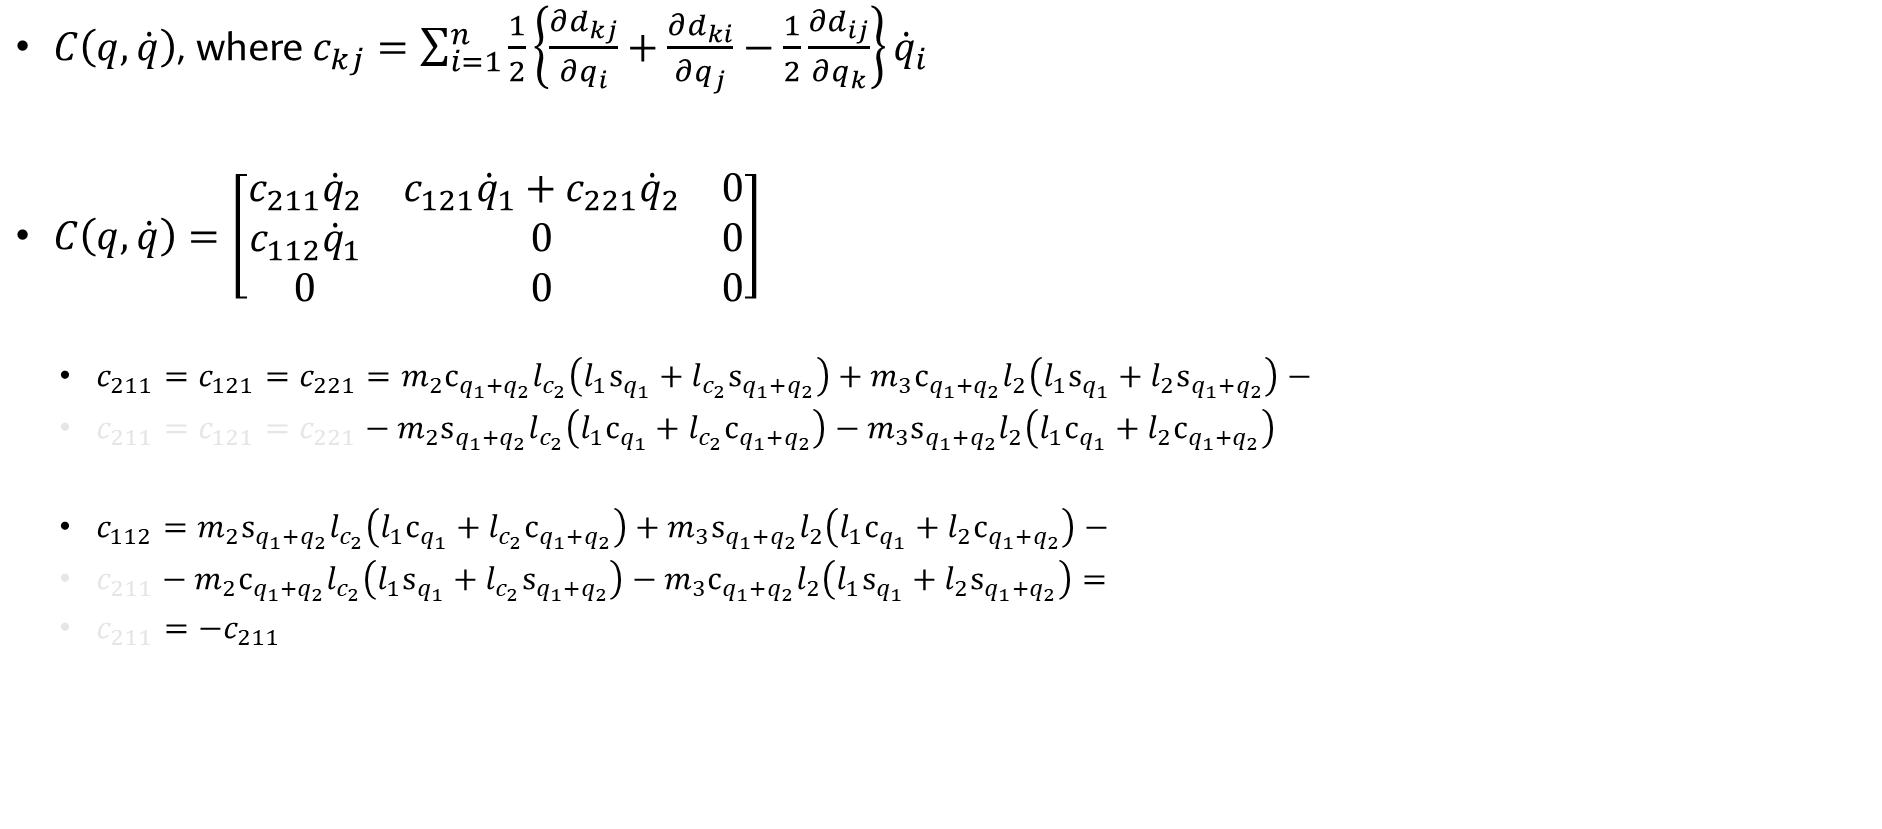 • C(q, q̇), where c_{kj} = ∑_{i=1}^{n} \frac{1}{2} { \frac{∂d_{kj}}{∂q_i} + \frac{∂d_{ki}}{∂q_j} − \frac{1}{2} \frac{∂d_{ij}}{∂q_k} } q̇_i
• C(q, q̇) = [ c_{211}q̇_2   c_{121}q̇_1 + c_{221}q̇_2   0
c_{112}q̇_1   0   0
0   0   0 ]
• c_{211} = c_{121} = c_{221} = m_2c_{q_1+q_2}l_{c_2}(l_1s_{q_1} + l_{c_2}s_{q_1+q_2}) + m_3c_{q_1+q_2}l_2(l_1s_{q_1} + l_2s_{q_1+q_2}) −
• c_{211} = c_{121} = c_{221} − m_2s_{q_1+q_2}l_{c_2}(l_1c_{q_1} + l_{c_2}c_{q_1+q_2}) − m_3s_{q_1+q_2}l_2(l_1c_{q_1} + l_2c_{q_1+q_2})
• c_{112} = m_2s_{q_1+q_2}l_{c_2}(l_1c_{q_1} + l_{c_2}c_{q_1+q_2}) + m_3s_{q_1+q_2}l_2(l_1c_{q_1} + l_2c_{q_1+q_2}) −
• c_{211} − m_2c_{q_1+q_2}l_{c_2}(l_1s_{q_1} + l_{c_2}s_{q_1+q_2}) − m_3c_{q_1+q_2}l_2(l_1s_{q_1} + l_2s_{q_1+q_2}) =
• c_{211} = −c_{211}